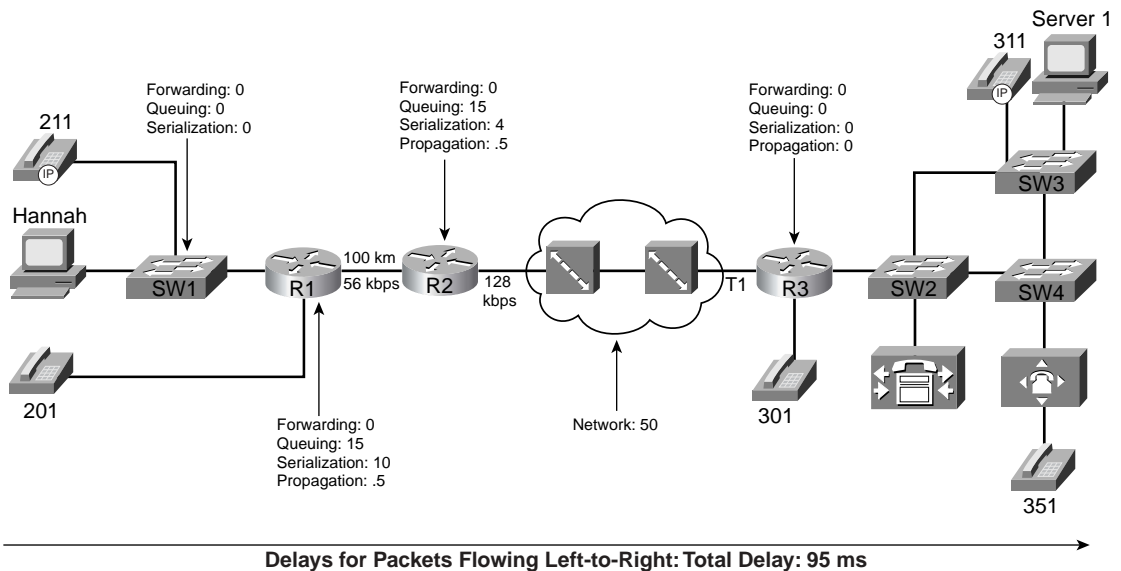 Server 1
311
IP
Forwarding: 0
Queuing: 0
Serialization: 0
Forwarding: 0
Queuing: 15
Serialization: 4
Propagation: .5
Forwarding: 0
Queuing: 0
Serialization: 0
Propagation: 0
211
IP
SW3
Hannah
SW1
R1
100 km
56 kbps
R2
128
kbps
T1
R3
SW2
SW4
201
301
351
Forwarding: 0
Queuing: 15
Serialization: 10
Propagation: .5
Network: 50
Delays for Packets Flowing Left-to-Right: Total Delay: 95 ms